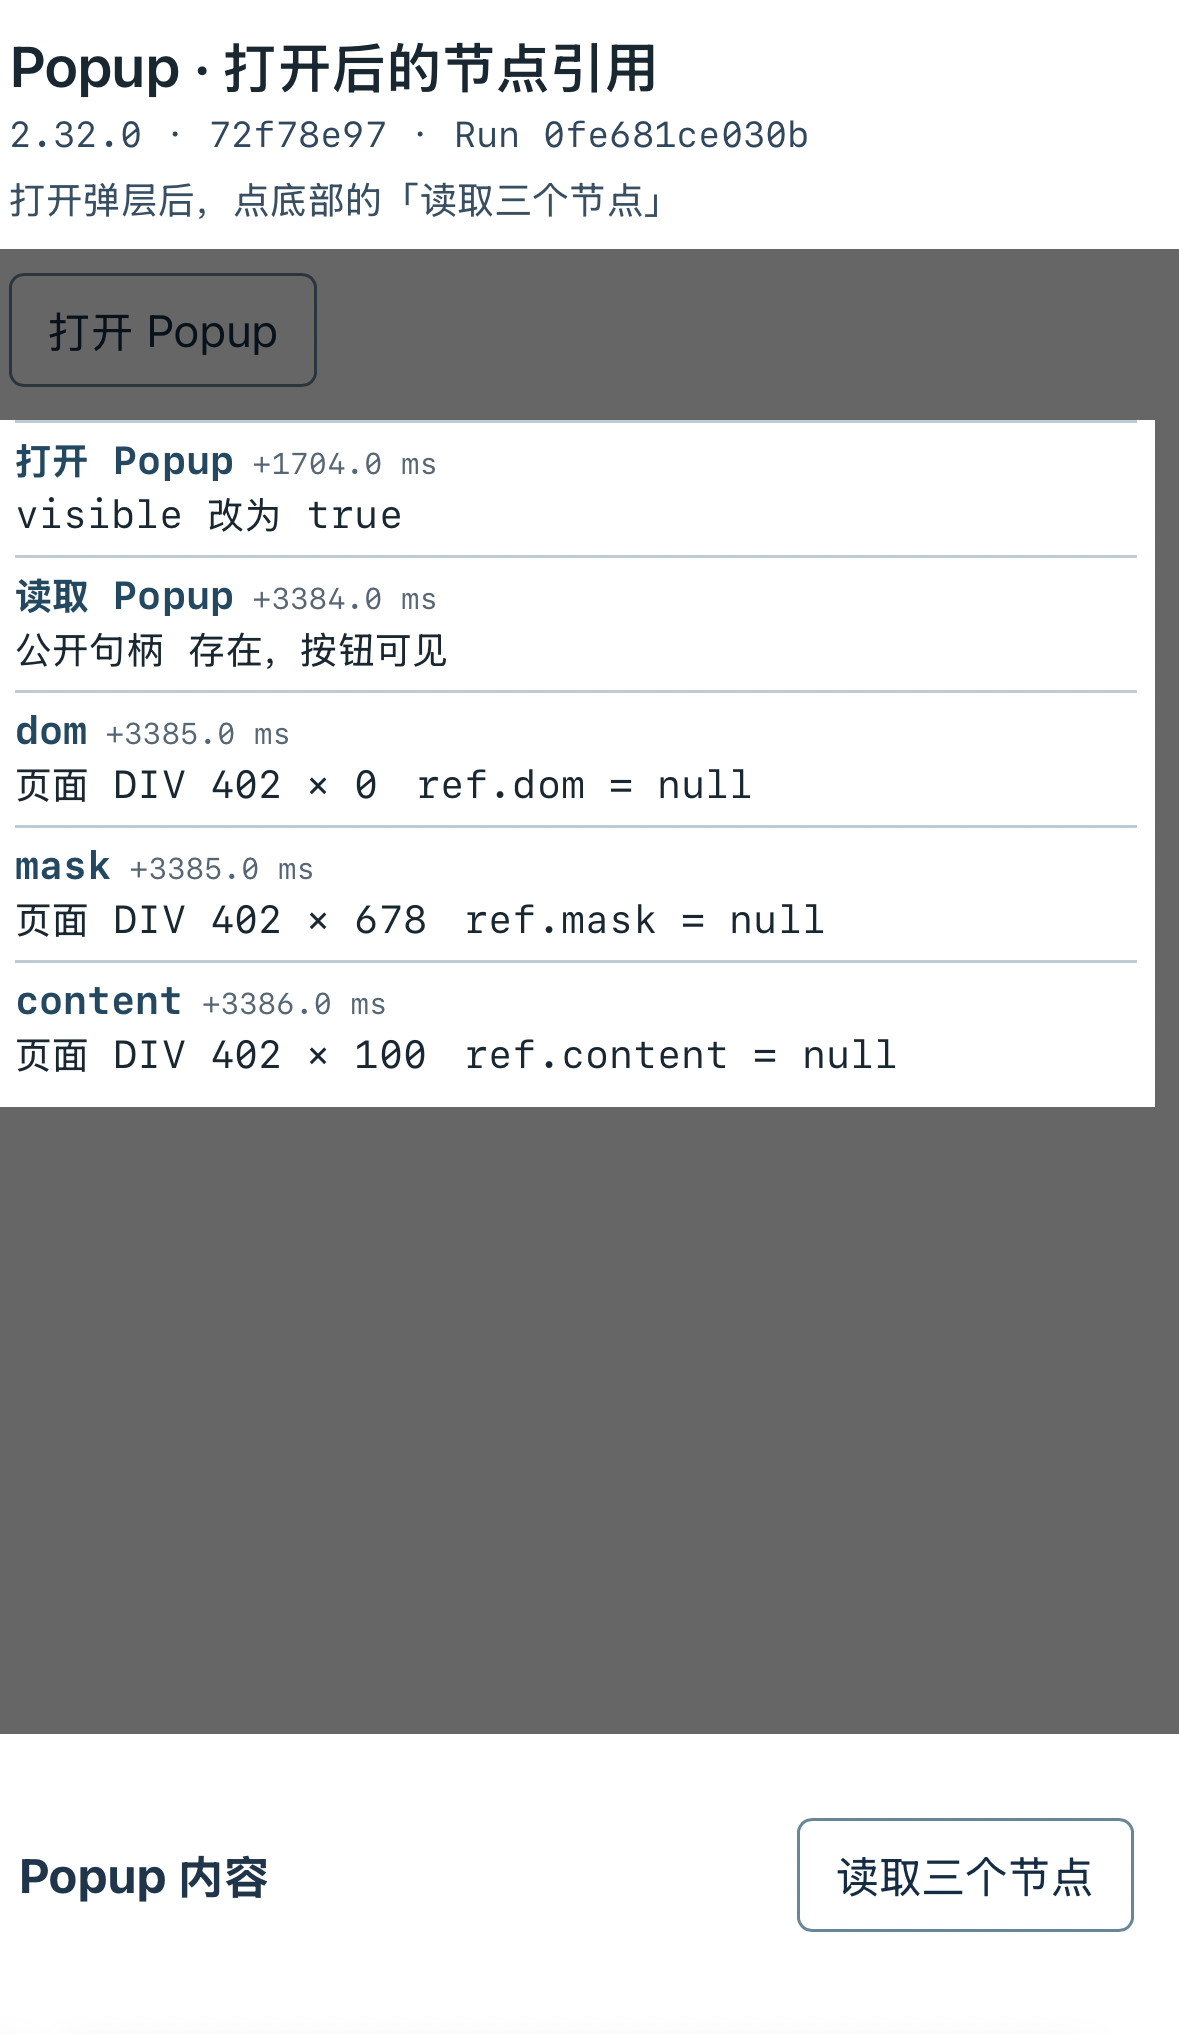 Popup · 打开后的节点引用
2.32.0 · 72f78e97 · Run 0fe681ce030b
打开弹层后，点底部的「读取三个节点」
打开 Popup
打开 Popup +1704.0 ms
visible 改为 true
读取 Popup +3384.0 ms
公开句柄 存在，按钮可见
dom +3385.0 ms
页面 DIV 402 × 0 ref.dom = null
mask +3385.0 ms
页面 DIV 402 × 678 ref.mask = null
content +3386.0 ms
页面 DIV 402 × 100 ref.content = null
Popup 内容
读取三个节点